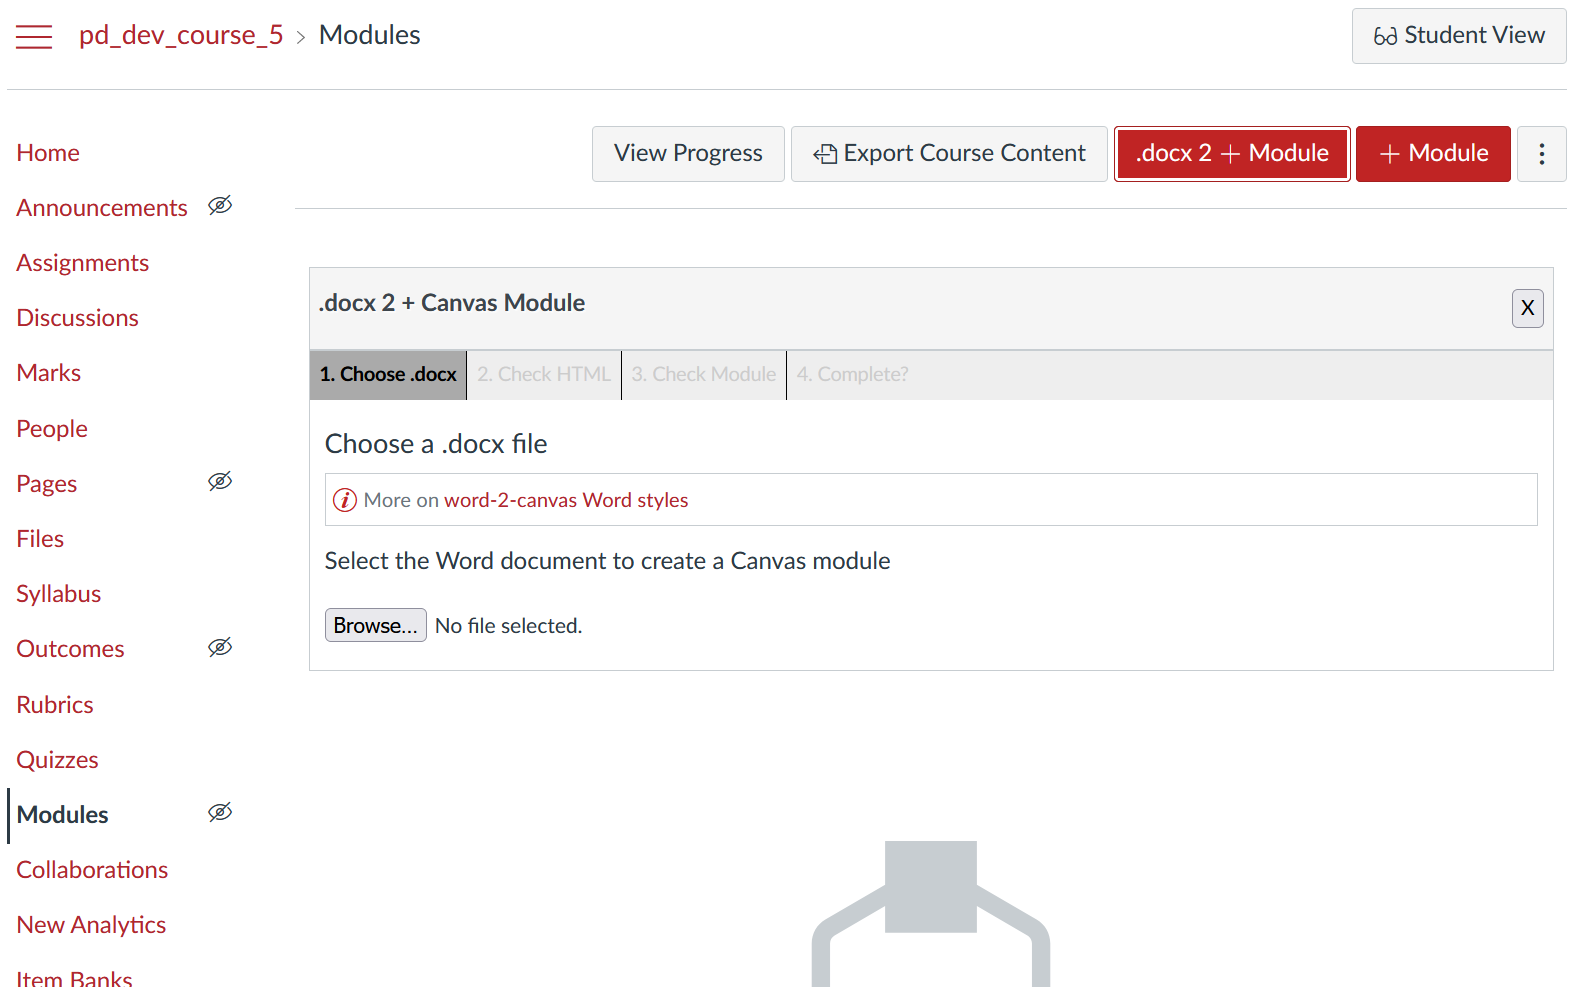 pd_dev_course_5 > Modules
Student View
Home
Announcements
Assignments
Discussions
Marks
People
Pages
Files
Syllabus
Outcomes
Rubrics
Quizzes
Modules
Collaborations
New Analytics
Item Banks
View Progress
Export Course Content
.docx 2 + Module
+ Module
.docx 2 + Canvas Module
X
1. Choose .docx
2. Check HTML
3. Check Module
4. Complete?
Choose a .docx file
More on word-2-canvas Word styles
Select the Word document to create a Canvas module
Browse... No file selected.